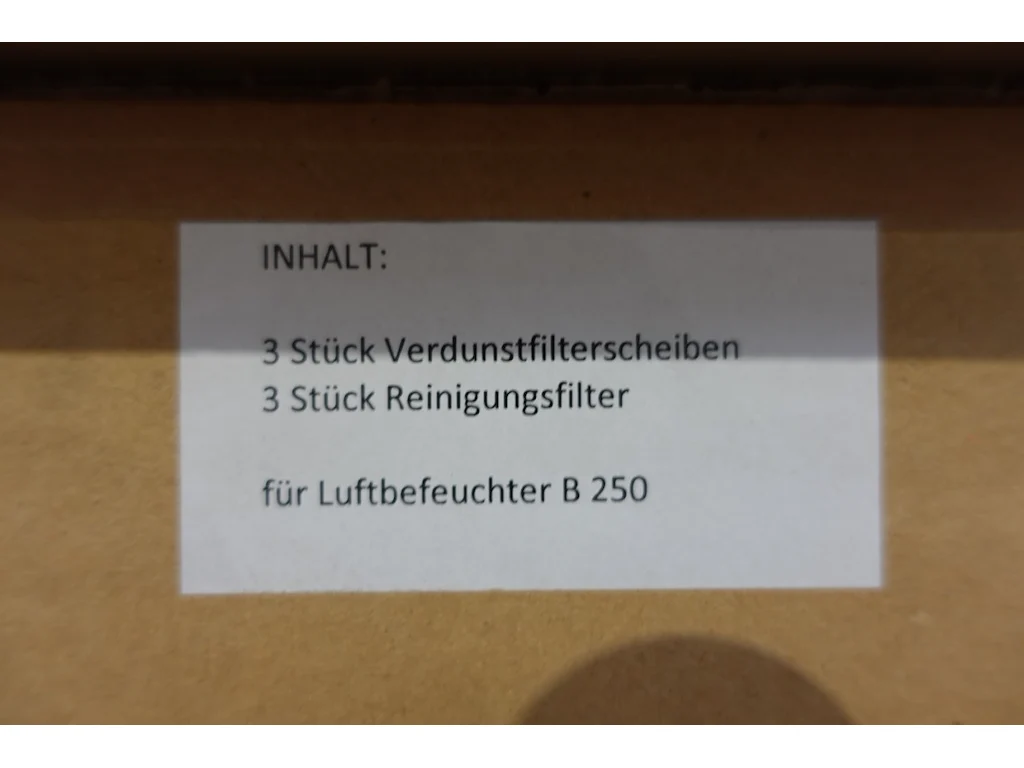 INHALT:
3 Stück Verdunstfilterscheiben
3 Stück Reinigungsfilter
für Luftbefeuchter B 250